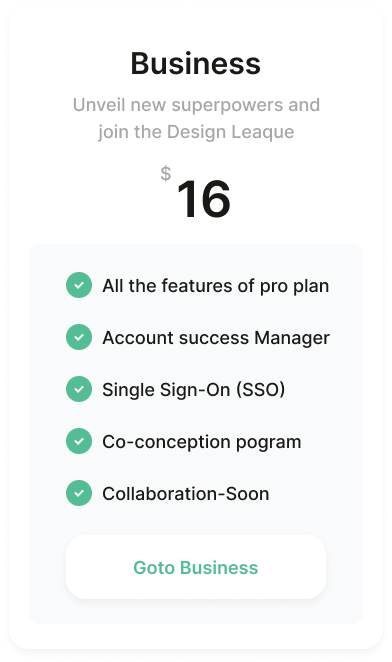 Business
Unveil new superpowers and
join the Design Leaque
$
16
All the features of pro plan
Account success Manager
Single Sign-On (SSO)
Co-conception pogram
Collaboration-Soon
Goto Business